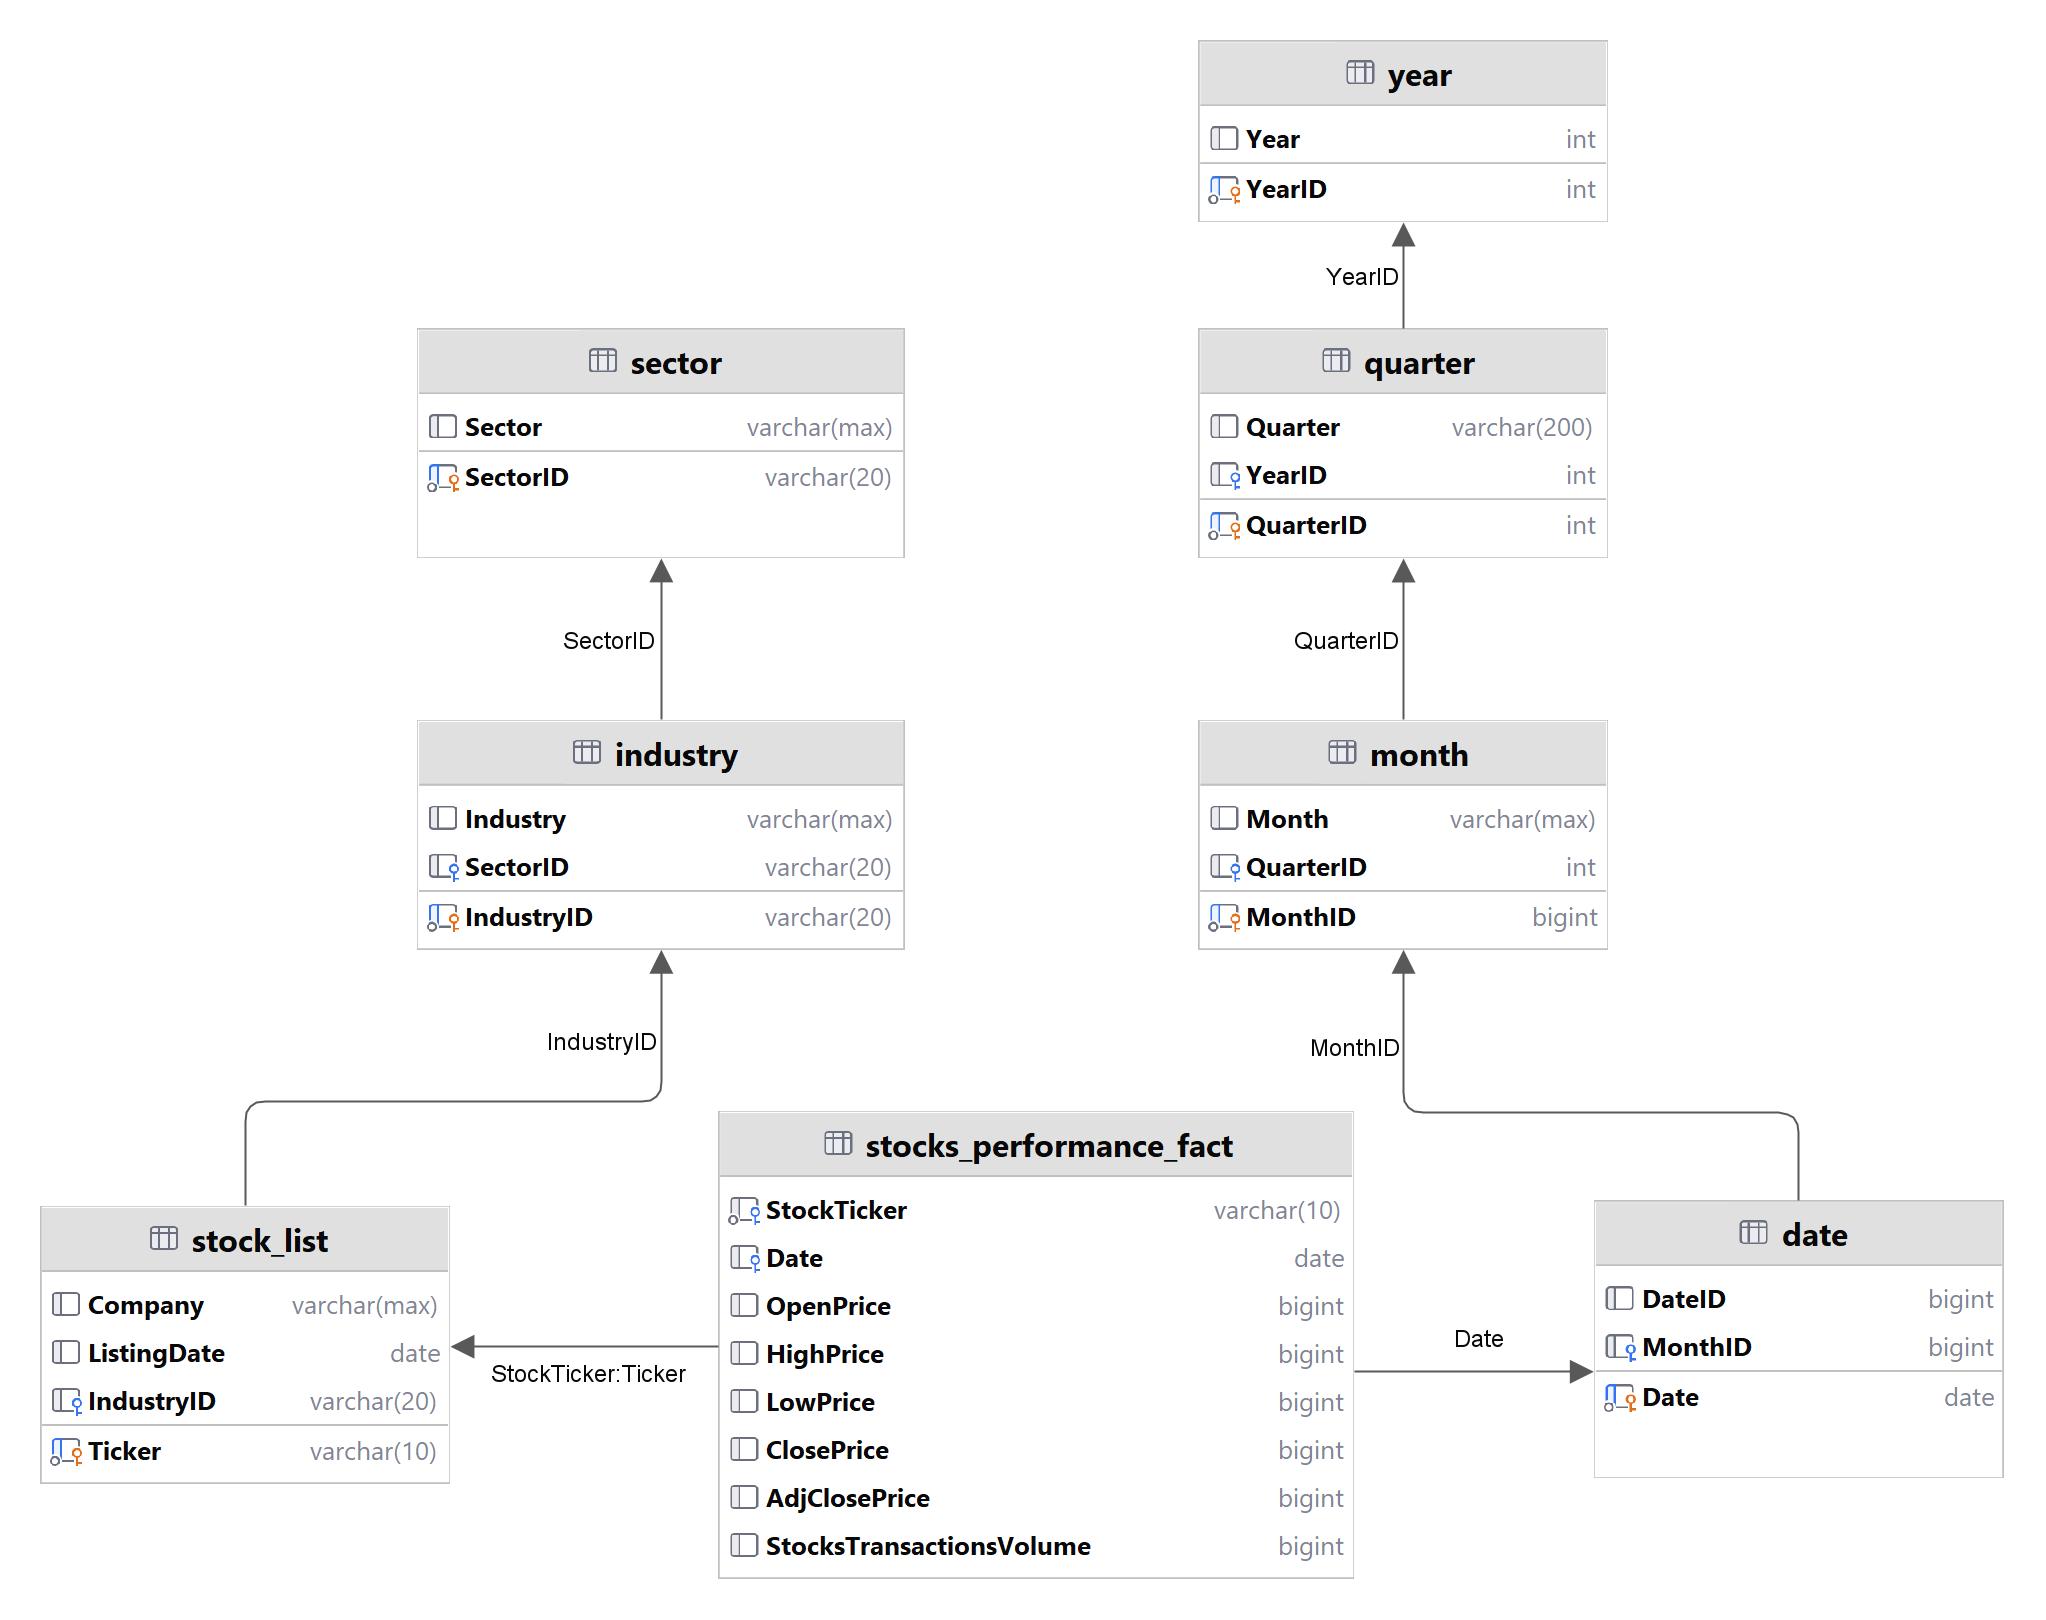 year
Year int
YearID int
YearID
sector
Sector varchar(max)
SectorID varchar(20)
quarter
Quarter varchar(200)
YearID int
QuarterID int
SectorID
QuarterID
industry
Industry varchar(max)
SectorID varchar(20)
IndustryID varchar(20)
month
Month varchar(max)
QuarterID int
MonthID bigint
IndustryID
MonthID
stock_list
Company varchar(max)
ListingDate date
IndustryID varchar(20)
Ticker varchar(10)
StockTicker:Ticker
stocks_performance_fact
StockTicker varchar(10)
Date date
OpenPrice bigint
HighPrice bigint
LowPrice bigint
ClosePrice bigint
AdjClosePrice bigint
StocksTransactionsVolume bigint
Date
date
DateID bigint
MonthID bigint
Date date